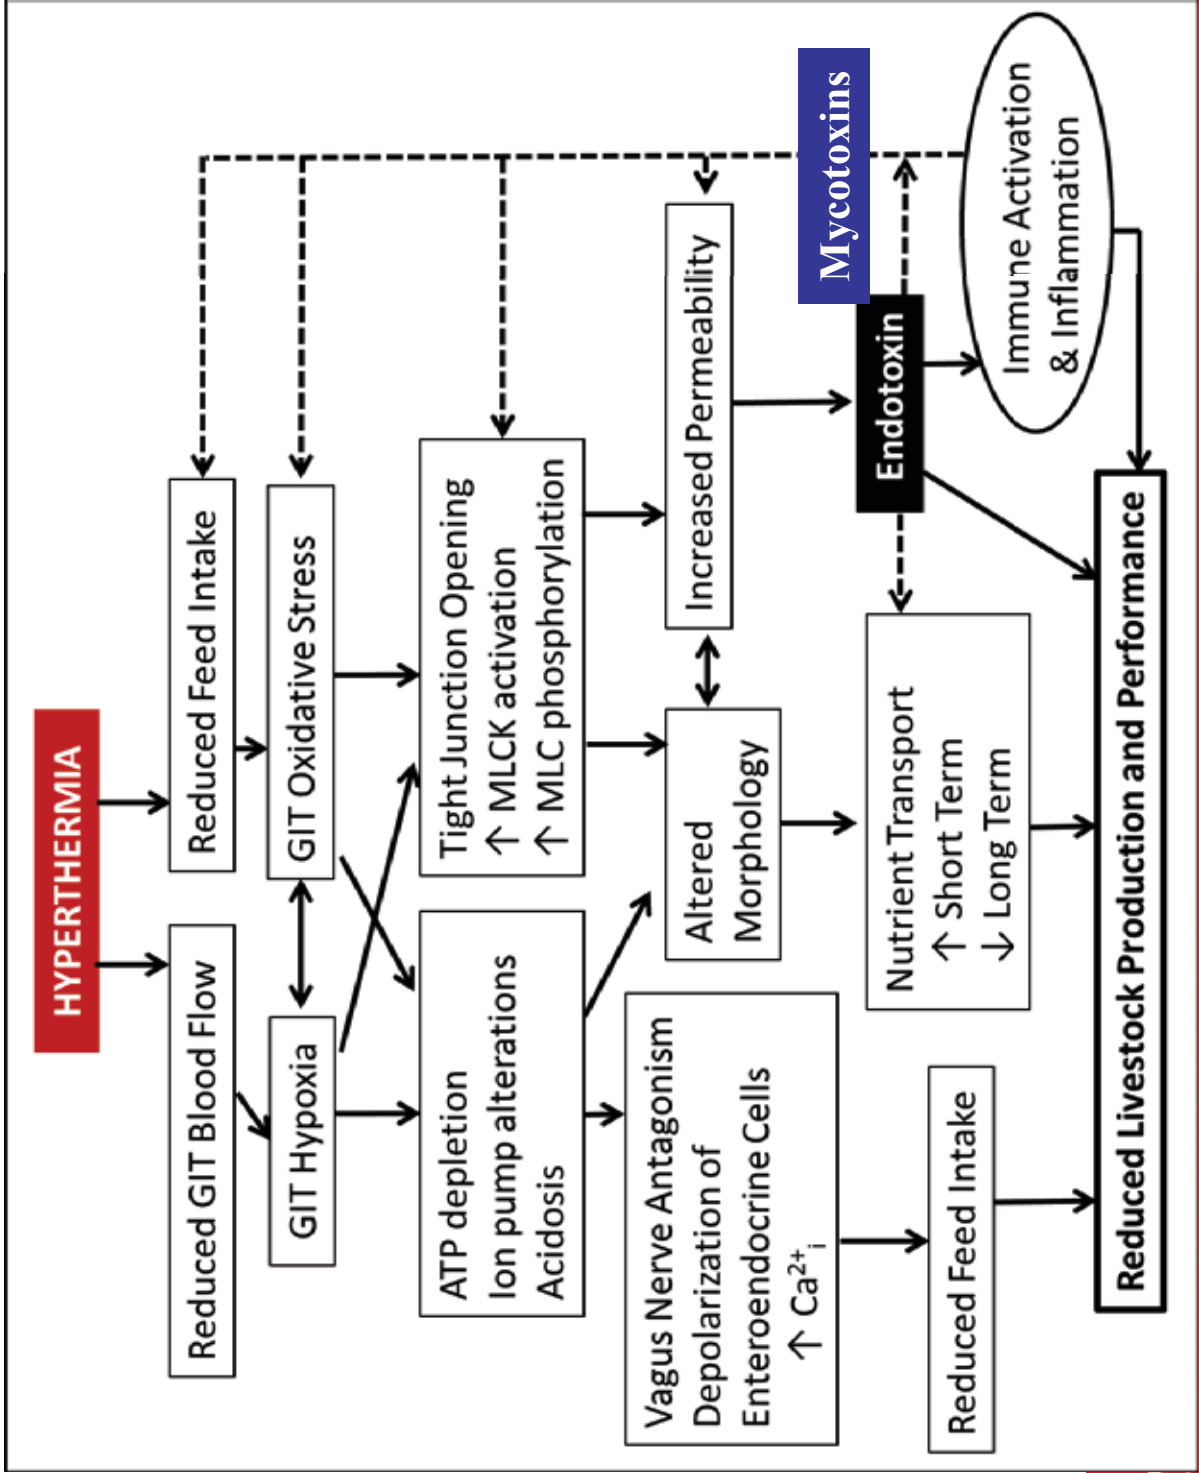 HYPERTHERMIA
Reduced GIT Blood Flow
Reduced Feed Intake
GIT Hypoxia
GIT Oxidative Stress
ATP depletion
Ion pump alterations
Acidosis
Tight Junction Opening
↑ MLCK activation
↑ MLC phosphorylation
Vagus Nerve Antagonism
Depolarization of
Enteroendocrine Cells
↑ Ca²⁺ᵢ
Altered
Morphology
Increased Permeability
Mycotoxins
Endotoxin
Nutrient Transport
↑ Short Term
↓ Long Term
Reduced Feed Intake
Immune Activation
& Inflammation
Reduced Livestock Production and Performance